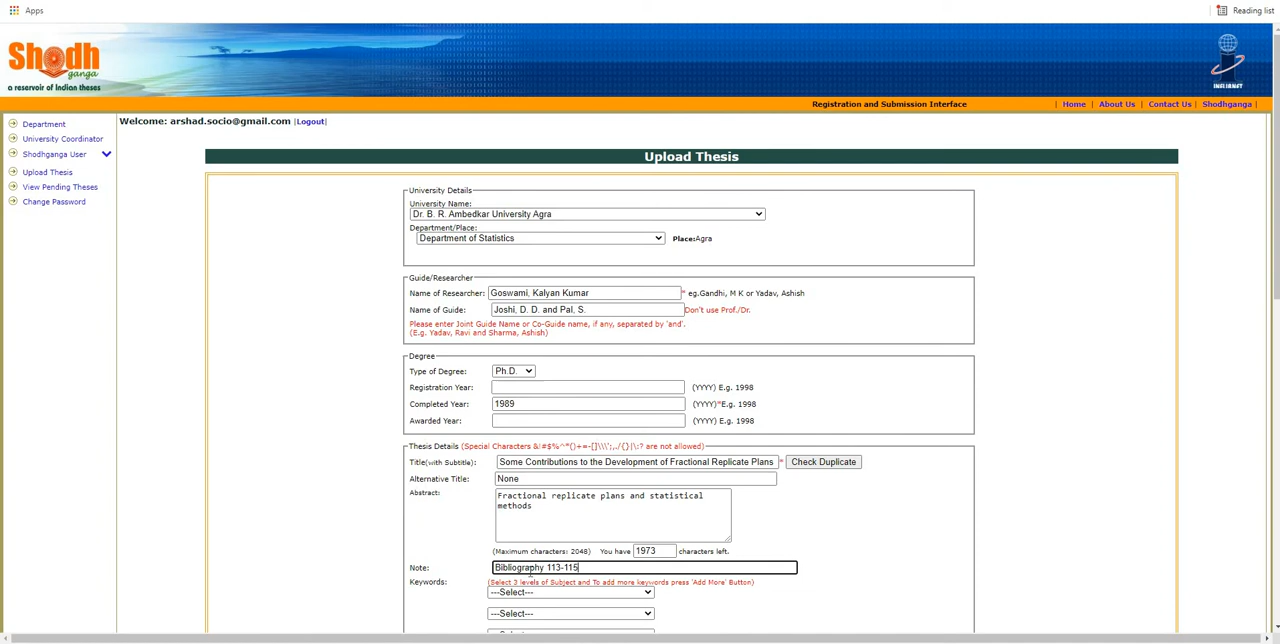 Apps
Reading list
Shodh
ganga
a reservoir of Indian theses
INFLIBNET
Registration and Submission Interface
| Home | About Us | Contact Us | Shodhganga |
Welcome: arshad.socio@gmail.com |Logout|
Department
University Coordinator
Shodhganga User
Upload Thesis
View Pending Theses
Change Password
Upload Thesis
University Details
University Name:
Dr. B. R. Ambedkar University Agra
Department/Place:
Department of Statistics Place:Agra
Guide/Researcher
Name of Researcher: Goswami, Kalyan Kumar * eg.Gandhi, M K or Yadav, Ashish
Name of Guide: Joshi, D. D. and Pal, S. Don't use Prof./Dr.
Please enter Joint Guide Name or Co-Guide name, if any, separated by 'and'.
(E.g. Yadav, Ravi and Sharma, Ashish)
Degree
Type of Degree: Ph.D.
Registration Year: (YYYY) E.g. 1998
Completed Year: 1989 (YYYY)*E.g. 1998
Awarded Year: (YYYY) E.g. 1998
Thesis Details (Special Characters &!#$%^*()+=-[]\\\';,./{}|\:? are not allowed)
Title(with Subtitle): Some Contributions to the Development of Fractional Replicate Plans * Check Duplicate
Alternative Title: None
Abstract: Fractional replicate plans and statistical
methods
(Maximum characters: 2048) You have 1973 characters left.
Note: Bibliography 113-115
Keywords: (Select 3 levels of Subject and To add more keywords press 'Add More' Button)
---Select---
---Select---